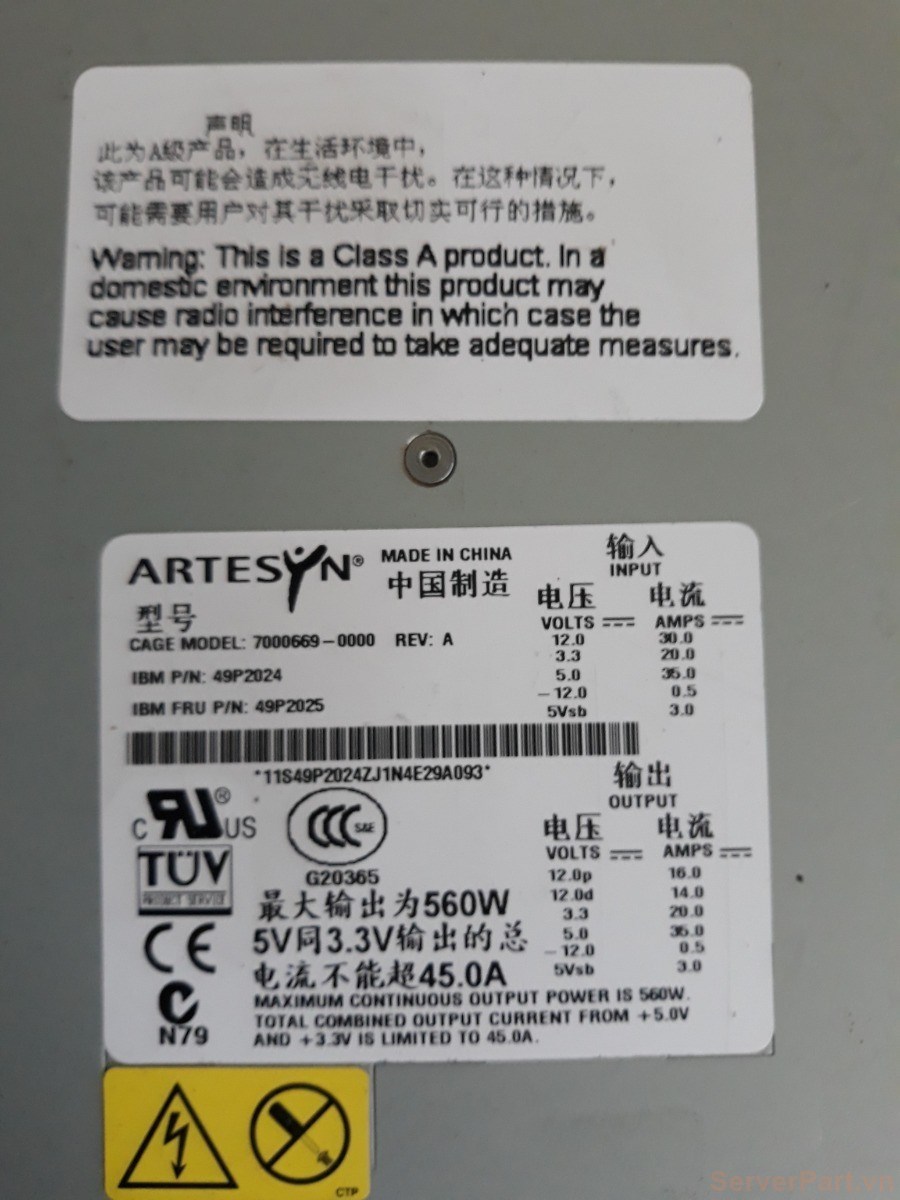 声明
此为A级产品，在生活环境中，
该产品可能会造成无线电干扰。在这种情况下，
可能需要用户对其干扰采取切实可行的措施。
Warning: This is a Class A product. In a
domestic environment this product may
cause radio interference in which case the
user may be required to take adequate measures.
ARTESYN®
MADE IN CHINA
中国制造
型号
CAGE MODEL: 7000669-0000 REV: A
IBM P/N: 49P2024
IBM FRU P/N: 49P2025
输入
INPUT
电压 电流
VOLTS AMPS
12.0 30.0
3.3 20.0
5.0 35.0
-12.0 0.5
5Vsb 3.0
*11S49P2024ZJ1N4E29A093*
输出
OUTPUT
电压 电流
VOLTS AMPS
12.0p 16.0
12.0d 14.0
3.3 20.0
5.0 35.0
-12.0 0.5
5Vsb 3.0
C RU® US
CCC S&E
G20365
TÜV
PRODUCT SERVICE
CE
N79
最大输出为560W
5V同3.3V输出的总
电流不能超45.0A
MAXIMUM CONTINUOUS OUTPUT POWER IS 560W.
TOTAL COMBINED OUTPUT CURRENT FROM +5.0V
AND +3.3V IS LIMITED TO 45.0A.
CTP
ServerPart.vn